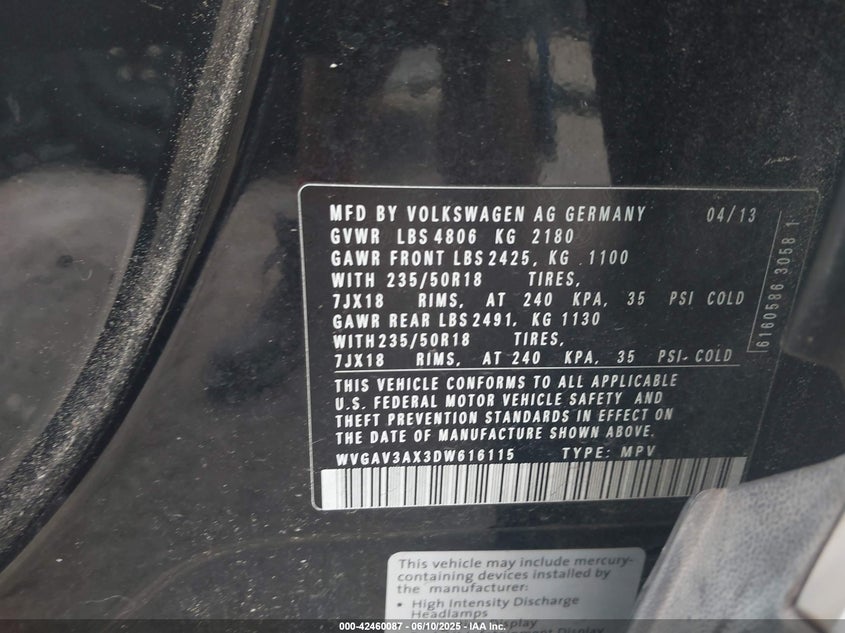 MFD BY VOLKSWAGEN AG GERMANY 04/13
GVWR LBS 4806 KG 2180
GAWR FRONT LBS 2425, KG 1100
WITH 235/50R18 TIRES,
7JX18 RIMS, AT 240 KPA, 35 PSI COLD
GAWR REAR LBS 2491, KG 1130
WITH 235/50R18 TIRES,
7JX18 RIMS, AT 240 KPA, 35 PSI-COLD
THIS VEHICLE CONFORMS TO ALL APPLICABLE
U.S. FEDERAL MOTOR VEHICLE SAFETY AND
THEFT PREVENTION STANDARDS IN EFFECT ON
THE DATE OF MANUFACTURE SHOWN ABOVE.
WVGAV3AX3DW616115 TYPE: MPV
6160586 3058 1
This vehicle may include mercury-
containing devices installed by
the manufacturer:
• High Intensity Discharge
Headlamps
Display
Display
000-42460087 - 06/10/2025 - IAA Inc.